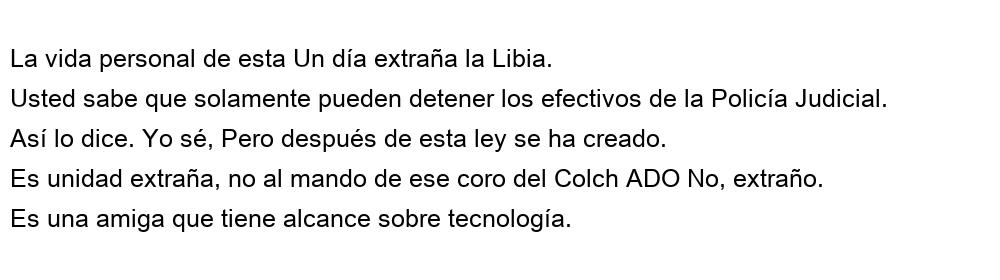 La vida personal de esta Un día extraña la Libia.
Usted sabe que solamente pueden detener los efectivos de la Policía Judicial.
Así lo dice. Yo sé, Pero después de esta ley se ha creado.
Es unidad extraña, no al mando de ese coro del Colch ADO No, extraño.
Es una amiga que tiene alcance sobre tecnología.